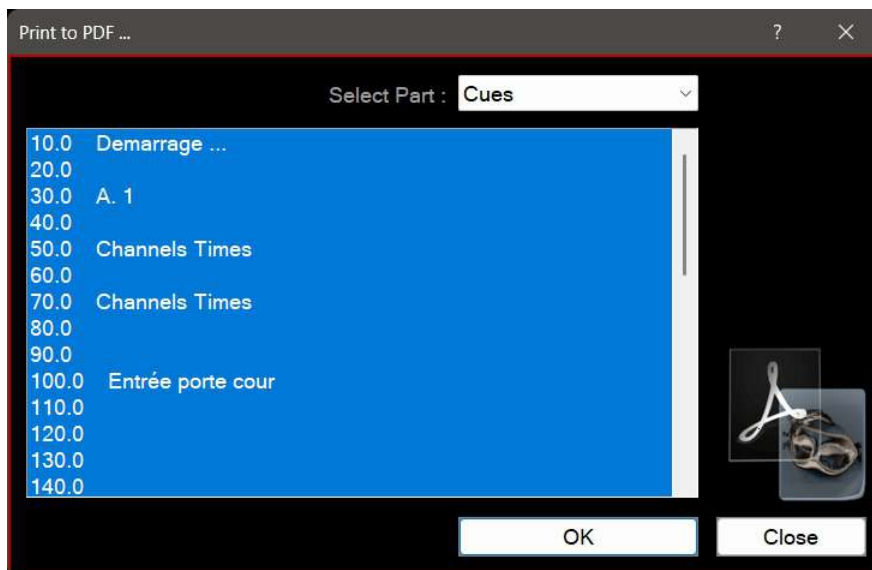 Print to PDF ... ?
Select Part : Cues
10.0 Demarrage ...
20.0
30.0 A. 1
40.0
50.0 Channels Times
60.0
70.0 Channels Times
80.0
90.0
100.0 Entrée porte cour
110.0
120.0
130.0
140.0
OK Close